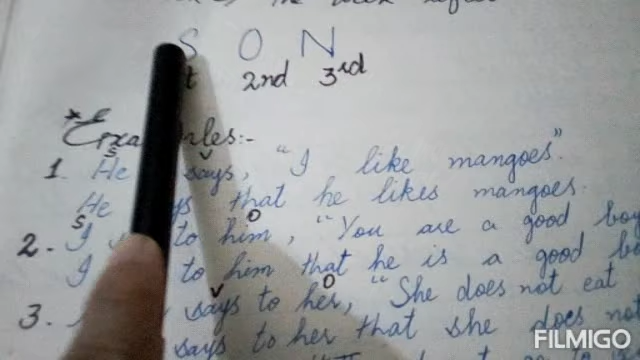 S O N
2nd 3rd
Examples:-
1. He says, "I like mangoes".
He that he likes mangoes.
2. I to him, "You are a good boy
I to him that he is a good bo
3. says to her, "She does not eat
says to her that she does not
FILMIGO